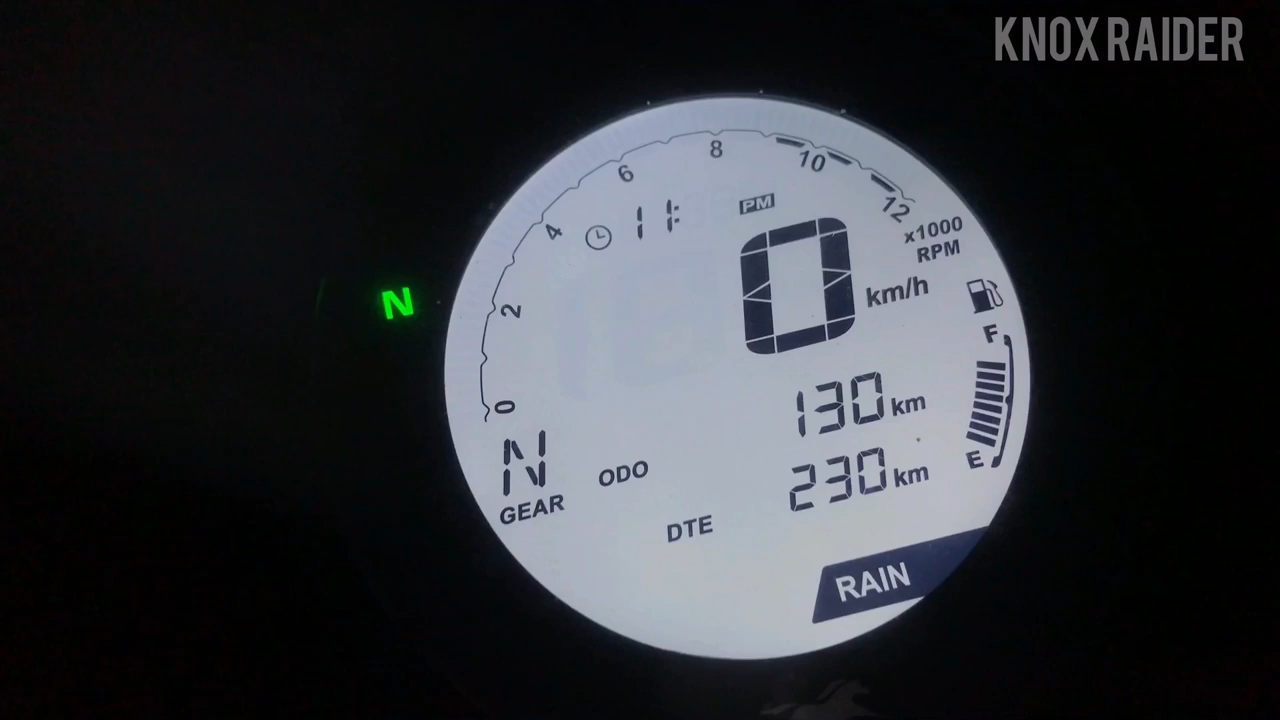 KNOX RAIDER
8
6
10
4
12
11:
PM
x1000
RPM
0 km/h
N
2
F
0
130 km
N
ODO
E
230 km
GEAR
DTE
RAIN